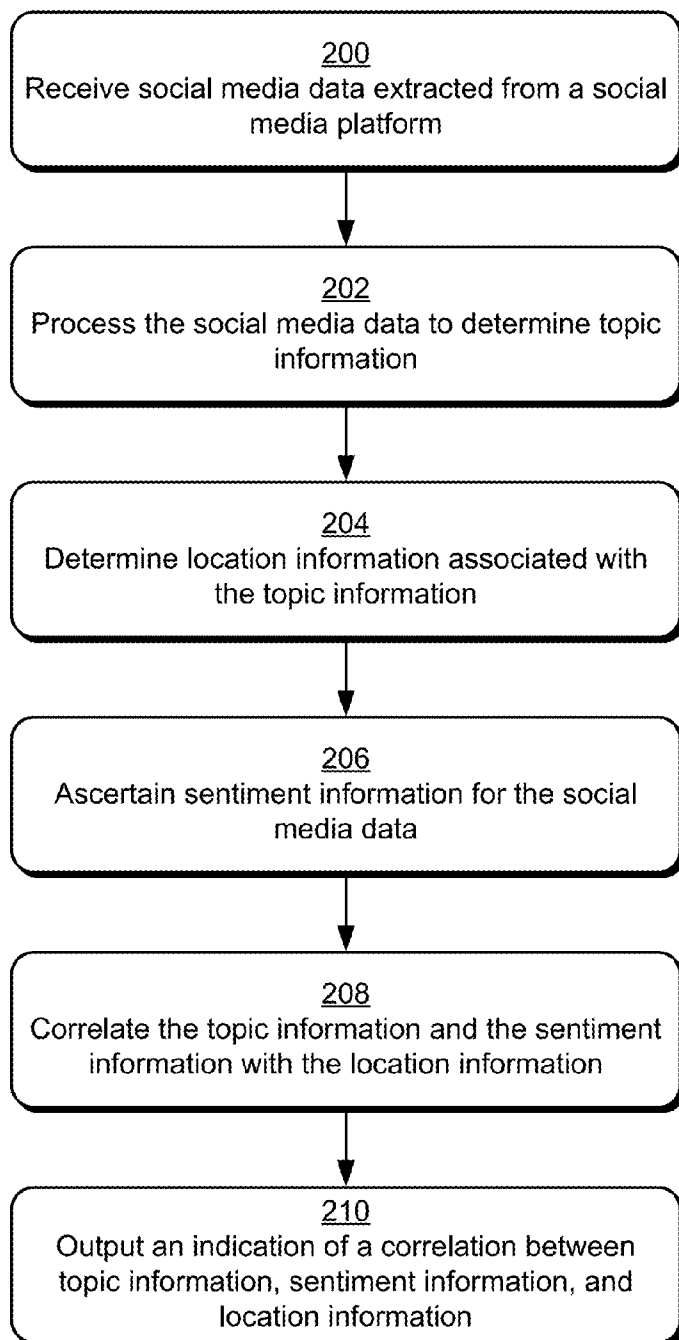 200
Receive social media data extracted from a social
media platform
202
Process the social media data to determine topic
information
204
Determine location information associated with
the topic information
206
Ascertain sentiment information for the social
media data
208
Correlate the topic information and the sentiment
information with the location information
210
Output an indication of a correlation between
topic information, sentiment information, and
location information